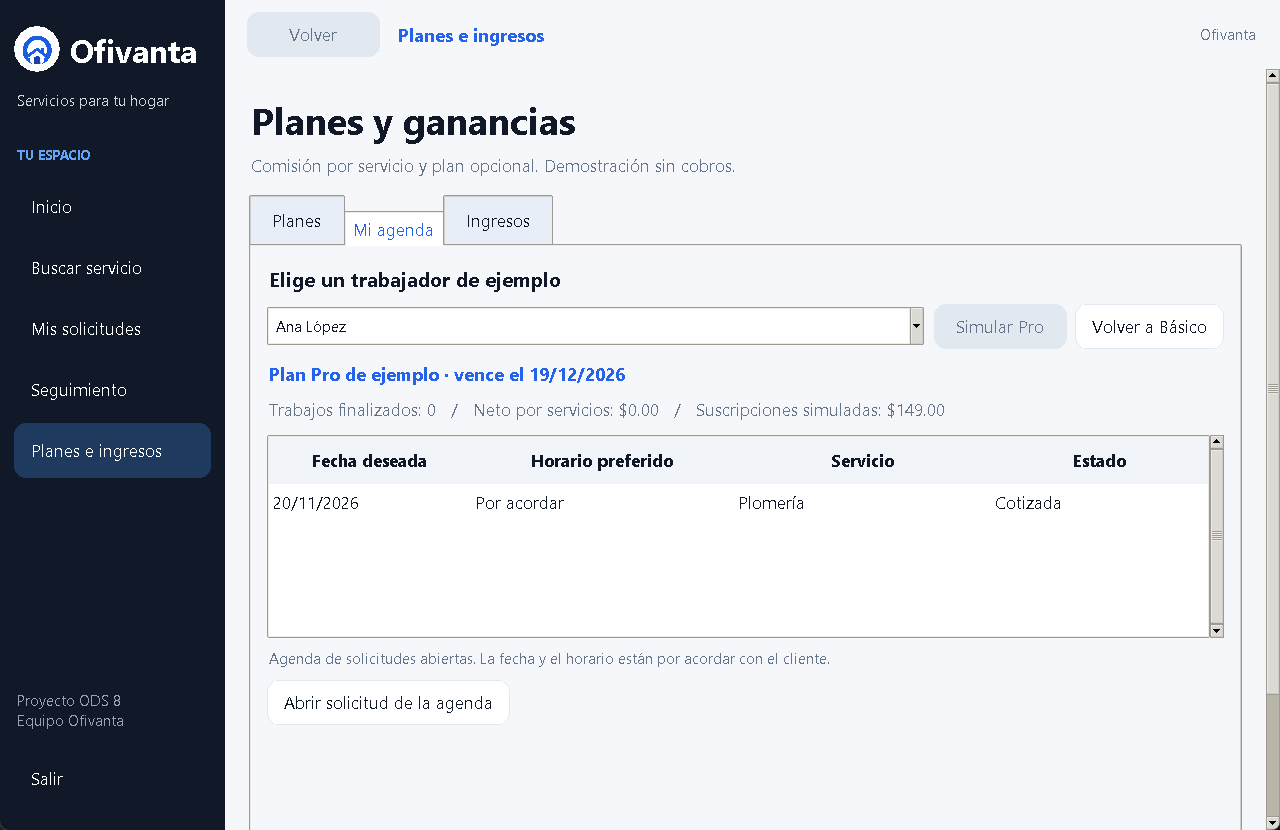 Ofivanta
Servicios para tu hogar
TU ESPACIO
Inicio
Buscar servicio
Mis solicitudes
Seguimiento
Planes e ingresos
Proyecto ODS 8
Equipo Ofivanta
Salir
Volver
Planes e ingresos
Ofivanta
Planes y ganancias
Comisión por servicio y plan opcional. Demostración sin cobros.
Planes
Mi agenda
Ingresos
Elige un trabajador de ejemplo
Ana López
Simular Pro
Volver a Básico
Plan Pro de ejemplo · vence el 19/12/2026
Trabajos finalizados: 0 / Neto por servicios: $0.00 / Suscripciones simuladas: $149.00
Fecha deseada Horario preferido Servicio Estado
20/11/2026 Por acordar Plomería Cotizada
Agenda de solicitudes abiertas. La fecha y el horario están por acordar con el cliente.
Abrir solicitud de la agenda